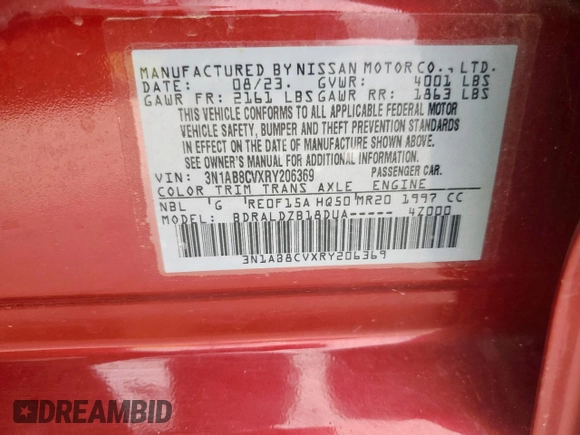 MANUFACTURED BY NISSAN MOTOR CO., LTD.
DATE: 08/23. GVWR: 4001 LBS
GAWR FR: 2161 LBS GAWR RR: 1863 LBS
THIS VEHICLE CONFORMS TO ALL APPLICABLE FEDERAL MOTOR
VEHICLE SAFETY, BUMPER AND THEFT PREVENTION STANDARDS
IN EFFECT ON THE DATE OF MANUFACTURE SHOWN ABOVE.
SEE OWNER'S MANUAL FOR ADDITIONAL INFORMATION.
VIN: 3N1AB8CVXRY206369 PASSENGER CAR.
COLOR TRIM TRANS AXLE ENGINE
NBL 'G RE0F15A HQ50 MR20 1997 CC
MODEL: BDRALDZB18DUA----- 4Z000
3N1AB8CVXRY206369
DREAMBID